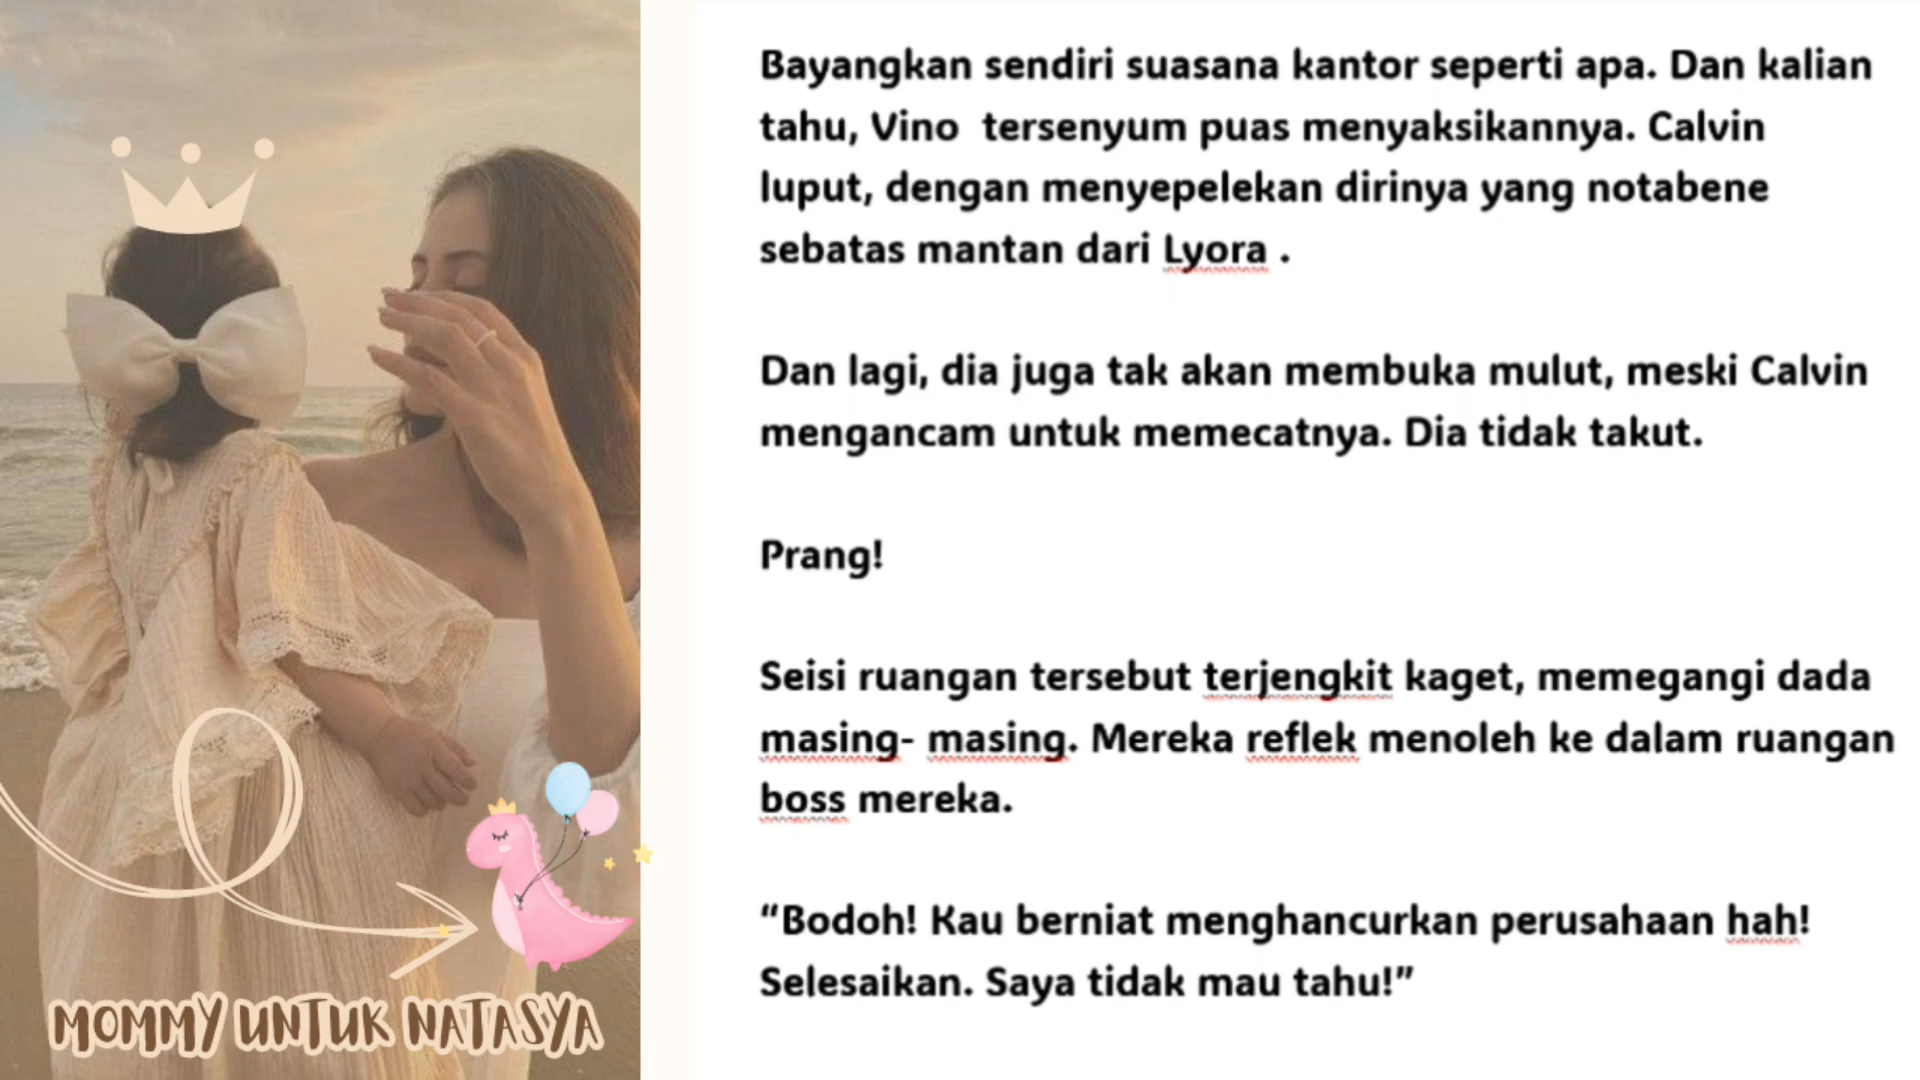 Bayangkan sendiri suasana kantor seperti apa. Dan kalian
tahu, Vino  tersenyum puas menyaksikannya. Calvin
luput, dengan menyepelekan dirinya yang notabene
sebatas mantan dari Lyora .
Dan lagi, dia juga tak akan membuka mulut, meski Calvin
mengancam untuk memecatnya. Dia tidak takut.
Prang!
Seisi ruangan tersebut terjengkit kaget, memegangi dada
masing- masing. Mereka reflek menoleh ke dalam ruangan
boss mereka.
“Bodoh! Kau berniat menghancurkan perusahaan hah!
Selesaikan. Saya tidak mau tahu!”
MOMMY UNTUK NATASYA